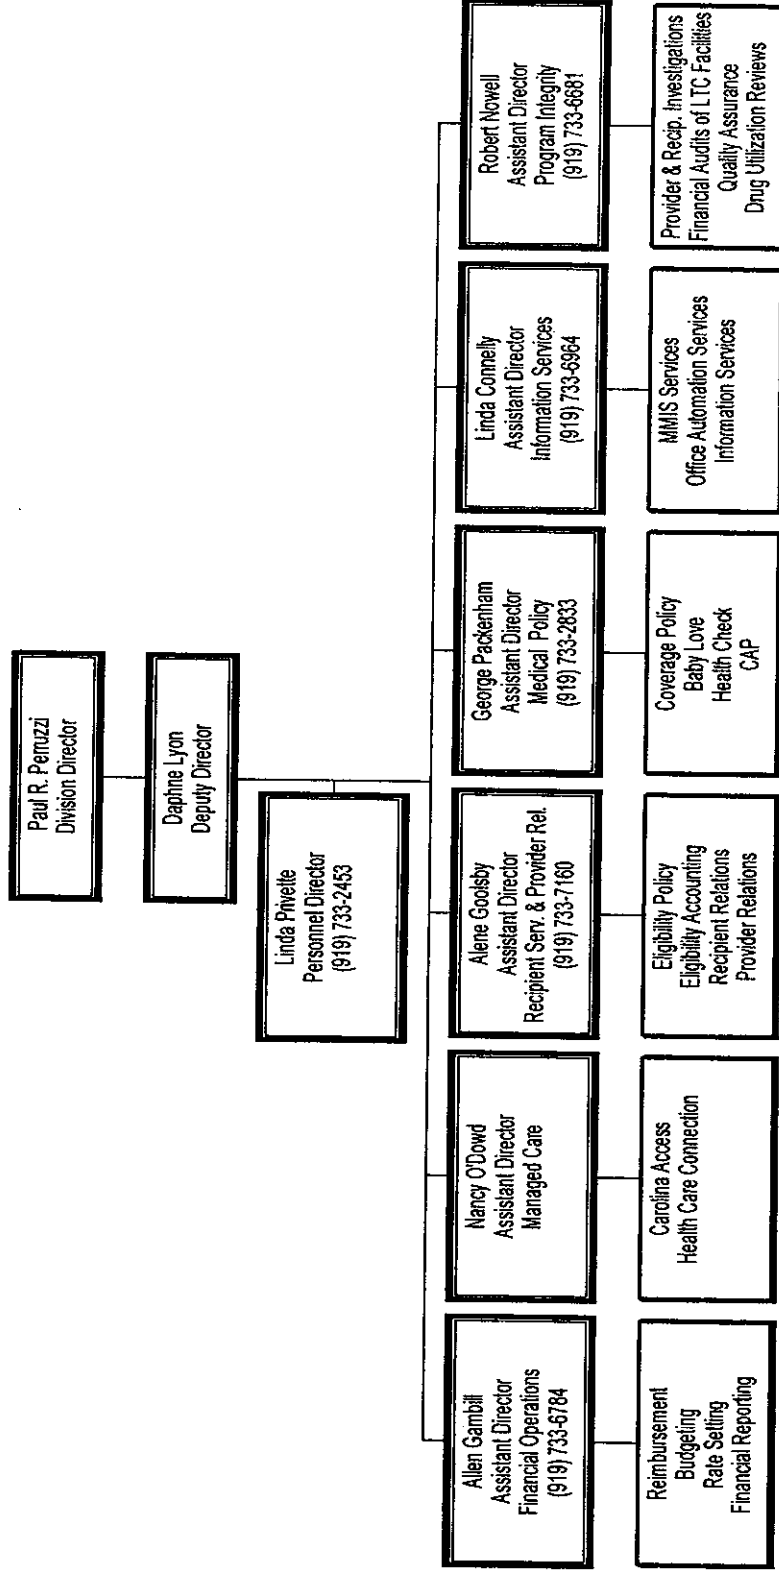 Paul R. Perruzzi
Division Director
Daphne Lyon
Deputy Director
Linda Privette
Personnel Director
(919) 733-2453
Allen Gambill
Assistant Director
Financial Operations
(919) 733-6784
Nancy O'Dowd
Assistant Director
Managed Care
Alene Goolsby
Assistant Director
Recipient Serv. & Provider Rel.
(919) 733-7160
George Packenham
Assistant Director
Medical Policy
(919) 733-2833
Linda Connelly
Assistant Director
Information Services
(919) 733-6964
Robert Nowell
Assistant Director
Program Integrity
(919) 733-6681
Reimbursement
Budgeting
Rate Setting
Financial Reporting
Carolina Access
Health Care Connection
Eligibility Policy
Eligibility Accounting
Recipient Relations
Provider Relations
Coverage Policy
Baby Love
Health Check
CAP
MMIS Services
Office Automation Services
Information Services
Provider & Recip. Investigations
Financial Audits of LTC Facilities
Quality Assurance
Drug Utilization Reviews